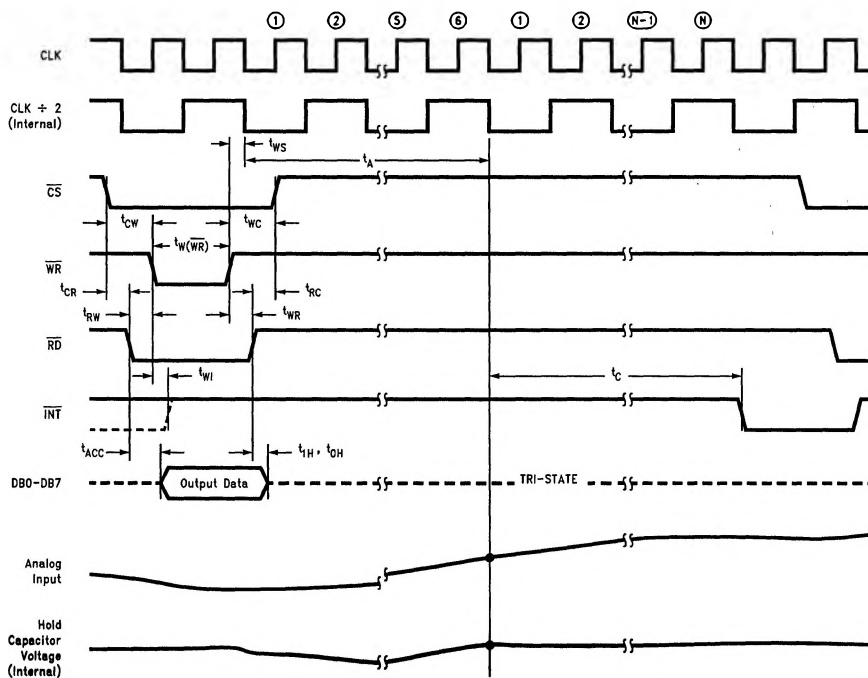 ① ② Ⓢ ⑥ ① ② (N-1) Ⓝ
CLK
CLK ÷ 2
(Internal)
tWS
tA
CS
tCW
tWC
tW(WR)
WR
tCR
tRC
tRW
tWR
RD
tWI
tC
INT
tACC
t1H, t0H
DB0-DB7
Output Data
TRI-STATE
Analog
Input
Hold
Capacitor
Voltage
(Internal)